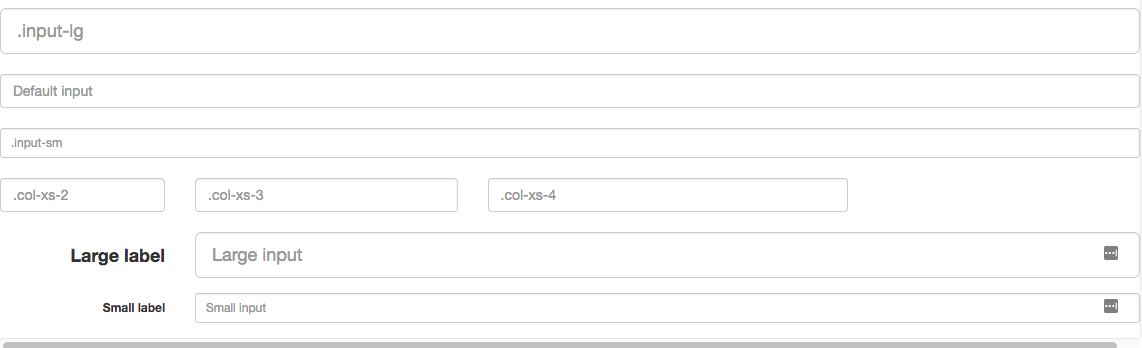 .input-lg
Default input
.input-sm
.col-xs-2 .col-xs-3 .col-xs-4
Large label Large input
Small label Small input